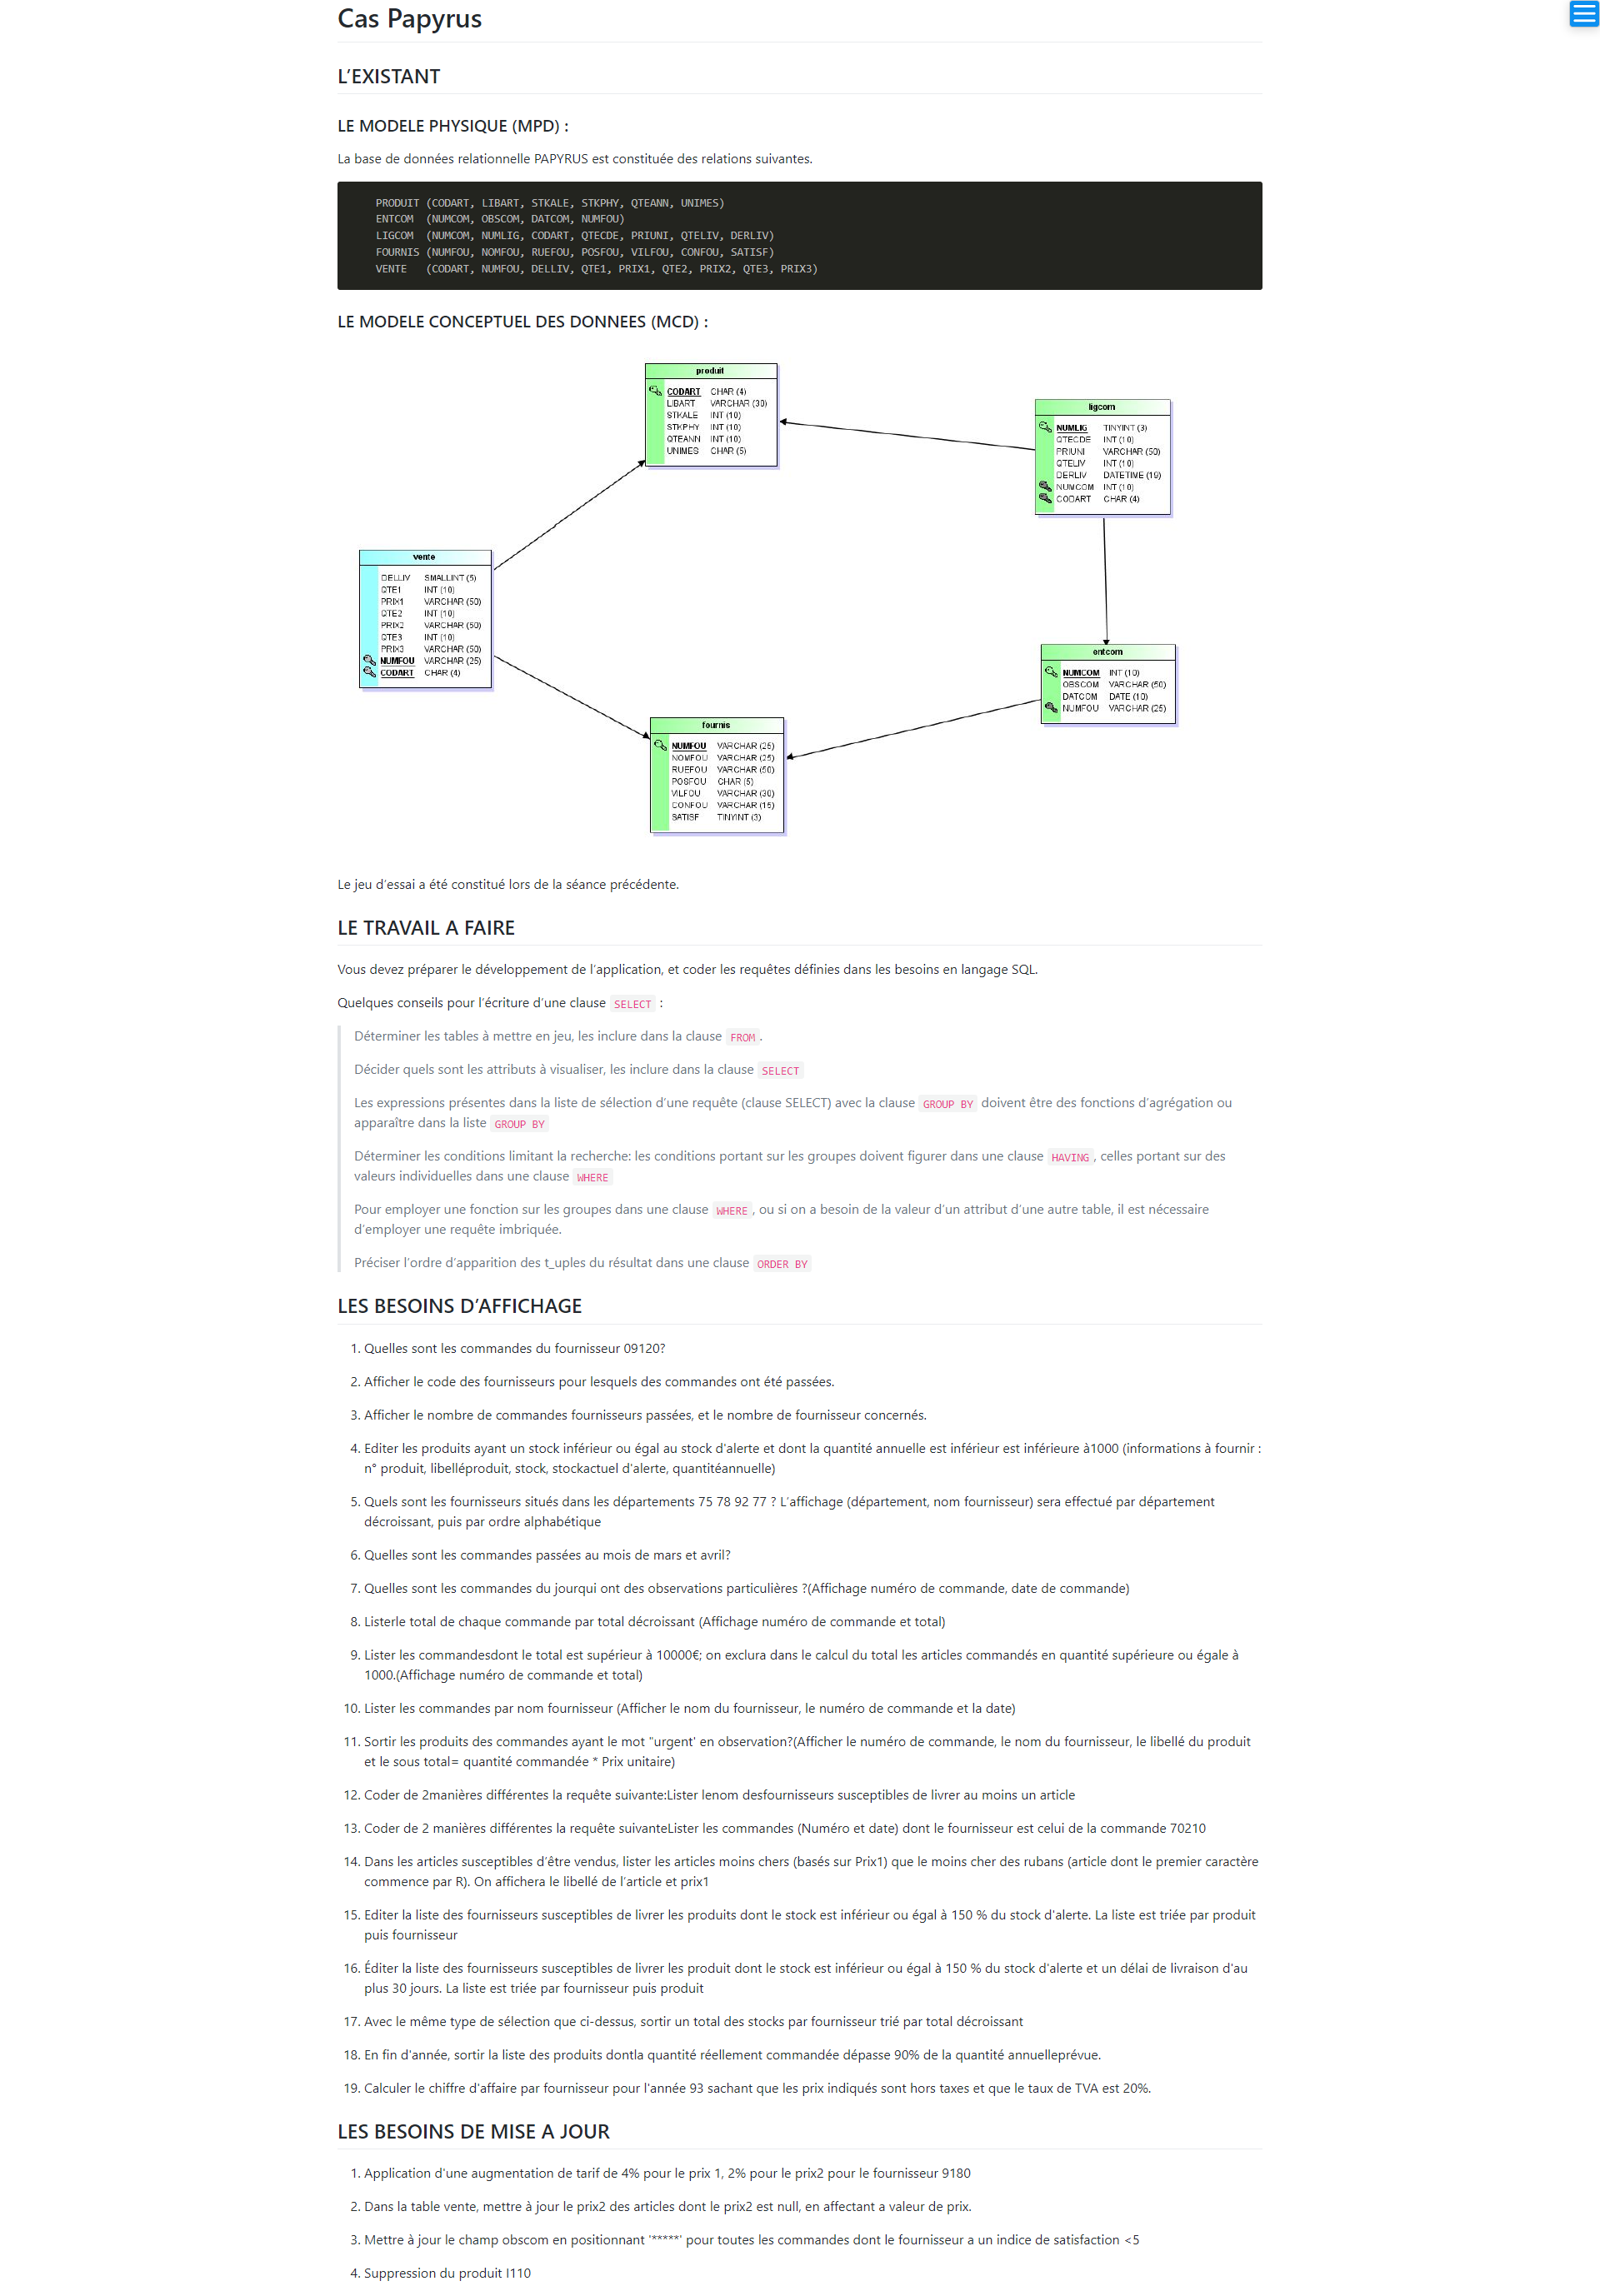 Cas Papyrus
L’EXISTANT
LE MODELE PHYSIQUE (MPD) :
La base de données relationnelle PAPYRUS est constituée des relations suivantes.
PRODUIT (CODART, LIBART, STKALE, STKPHY, QTEANN, UNIMES)
ENTCOM (NUMCOM, OBSCOM, DATCOM, NUMFOU)
LIGCOM (NUMCOM, NUMLIG, CODART, QTECDE, PRIUNI, QTELIV, DERLIV)
FOURNIS (NUMFOU, NOMFOU, RUEFOU, POSFOU, VILFOU, CONFOU, SATISF)
VENTE (CODART, NUMFOU, DELLIV, QTE1, PRIX1, QTE2, PRIX2, QTE3, PRIX3)
LE MODELE CONCEPTUEL DES DONNEES (MCD) :
produit
CODART CHAR (4)
LIBART VARCHAR (30)
STKALE INT (10)
STKPHY INT (10)
QTEANN INT (10)
UNIMES CHAR (5)
ligcom
NUMLIG TINYINT (3)
QTECDE INT (10)
PRIUNI VARCHAR (50)
QTELIV INT (10)
DERLIV DATETIME (19)
NUMCOM INT (10)
CODART CHAR (4)
vente
DELLIV SMALLINT (5)
QTE1 INT (10)
PRIX1 VARCHAR (50)
QTE2 INT (10)
PRIX2 VARCHAR (50)
QTE3 INT (10)
PRIX3 VARCHAR (50)
NUMFOU VARCHAR (25)
CODART CHAR (4)
entcom
NUMCOM INT (10)
OBSCOM VARCHAR (50)
DATCOM DATE (10)
NUMFOU VARCHAR (25)
fournis
NUMFOU VARCHAR (25)
NOMFOU VARCHAR (25)
RUEFOU VARCHAR (50)
POSFOU CHAR (5)
VILFOU VARCHAR (30)
CONFOU VARCHAR (15)
SATISF TINYINT (3)
Le jeu d’essai a été constitué lors de la séance précédente.
LE TRAVAIL A FAIRE
Vous devez préparer le développement de l’application, et coder les requêtes définies dans les besoins en langage SQL.
Quelques conseils pour l’écriture d’une clause SELECT :
Déterminer les tables à mettre en jeu, les inclure dans la clause FROM.
Décider quels sont les attributs à visualiser, les inclure dans la clause SELECT
Les expressions présentes dans la liste de sélection d’une requête (clause SELECT) avec la clause GROUP BY doivent être des fonctions d’agrégation ou
apparaître dans la liste GROUP BY
Déterminer les conditions limitant la recherche: les conditions portant sur les groupes doivent figurer dans une clause HAVING, celles portant sur des
valeurs individuelles dans une clause WHERE
Pour employer une fonction sur les groupes dans une clause WHERE, ou si on a besoin de la valeur d’un attribut d’une autre table, il est nécessaire
d’employer une requête imbriquée.
Préciser l’ordre d’apparition des t_uples du résultat dans une clause ORDER BY
LES BESOINS D’AFFICHAGE
1. Quelles sont les commandes du fournisseur 09120?
2. Afficher le code des fournisseurs pour lesquels des commandes ont été passées.
3. Afficher le nombre de commandes fournisseurs passées, et le nombre de fournisseur concernés.
4. Editer les produits ayant un stock inférieur ou égal au stock d'alerte et dont la quantité annuelle est inférieur est inférieure à1000 (informations à fournir :
n° produit, libelléproduit, stock, stockactuel d'alerte, quantitéannuelle)
5. Quels sont les fournisseurs situés dans les départements 75 78 92 77 ? L’affichage (département, nom fournisseur) sera effectué par département
décroissant, puis par ordre alphabétique
6. Quelles sont les commandes passées au mois de mars et avril?
7. Quelles sont les commandes du jourqui ont des observations particulières ?(Affichage numéro de commande, date de commande)
8. Listerle total de chaque commande par total décroissant (Affichage numéro de commande et total)
9. Lister les commandesdont le total est supérieur à 10000€; on exclura dans le calcul du total les articles commandés en quantité supérieure ou égale à
1000.(Affichage numéro de commande et total)
10. Lister les commandes par nom fournisseur (Afficher le nom du fournisseur, le numéro de commande et la date)
11. Sortir les produits des commandes ayant le mot "urgent' en observation?(Afficher le numéro de commande, le nom du fournisseur, le libellé du produit
et le sous total= quantité commandée * Prix unitaire)
12. Coder de 2manières différentes la requête suivante:Lister lenom desfournisseurs susceptibles de livrer au moins un article
13. Coder de 2 manières différentes la requête suivanteLister les commandes (Numéro et date) dont le fournisseur est celui de la commande 70210
14. Dans les articles susceptibles d’être vendus, lister les articles moins chers (basés sur Prix1) que le moins cher des rubans (article dont le premier caractère
commence par R). On affichera le libellé de l’article et prix1
15. Editer la liste des fournisseurs susceptibles de livrer les produits dont le stock est inférieur ou égal à 150 % du stock d'alerte. La liste est triée par produit
puis fournisseur
16. Éditer la liste des fournisseurs susceptibles de livrer les produit dont le stock est inférieur ou égal à 150 % du stock d'alerte et un délai de livraison d'au
plus 30 jours. La liste est triée par fournisseur puis produit
17. Avec le même type de sélection que ci-dessus, sortir un total des stocks par fournisseur trié par total décroissant
18. En fin d'année, sortir la liste des produits dontla quantité réellement commandée dépasse 90% de la quantité annuelleprévue.
19. Calculer le chiffre d'affaire par fournisseur pour l'année 93 sachant que les prix indiqués sont hors taxes et que le taux de TVA est 20%.
LES BESOINS DE MISE A JOUR
1. Application d'une augmentation de tarif de 4% pour le prix 1, 2% pour le prix2 pour le fournisseur 9180
2. Dans la table vente, mettre à jour le prix2 des articles dont le prix2 est null, en affectant a valeur de prix.
3. Mettre à jour le champ obscom en positionnant '*****' pour toutes les commandes dont le fournisseur a un indice de satisfaction <5
4. Suppression du produit I110